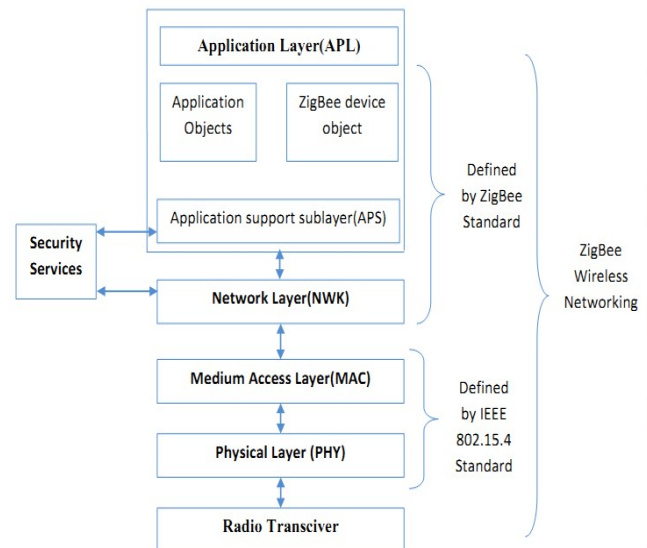 Application Layer(APL)
Application
Objects
ZigBee device
object
Application support sublayer(APS)
Security
Services
Network Layer(NWK)
Medium Access Layer(MAC)
Physical Layer (PHY)
Radio Transciver
Defined
by ZigBee
Standard
Defined
by IEEE
802.15.4
Standard
ZigBee
Wireless
Networking